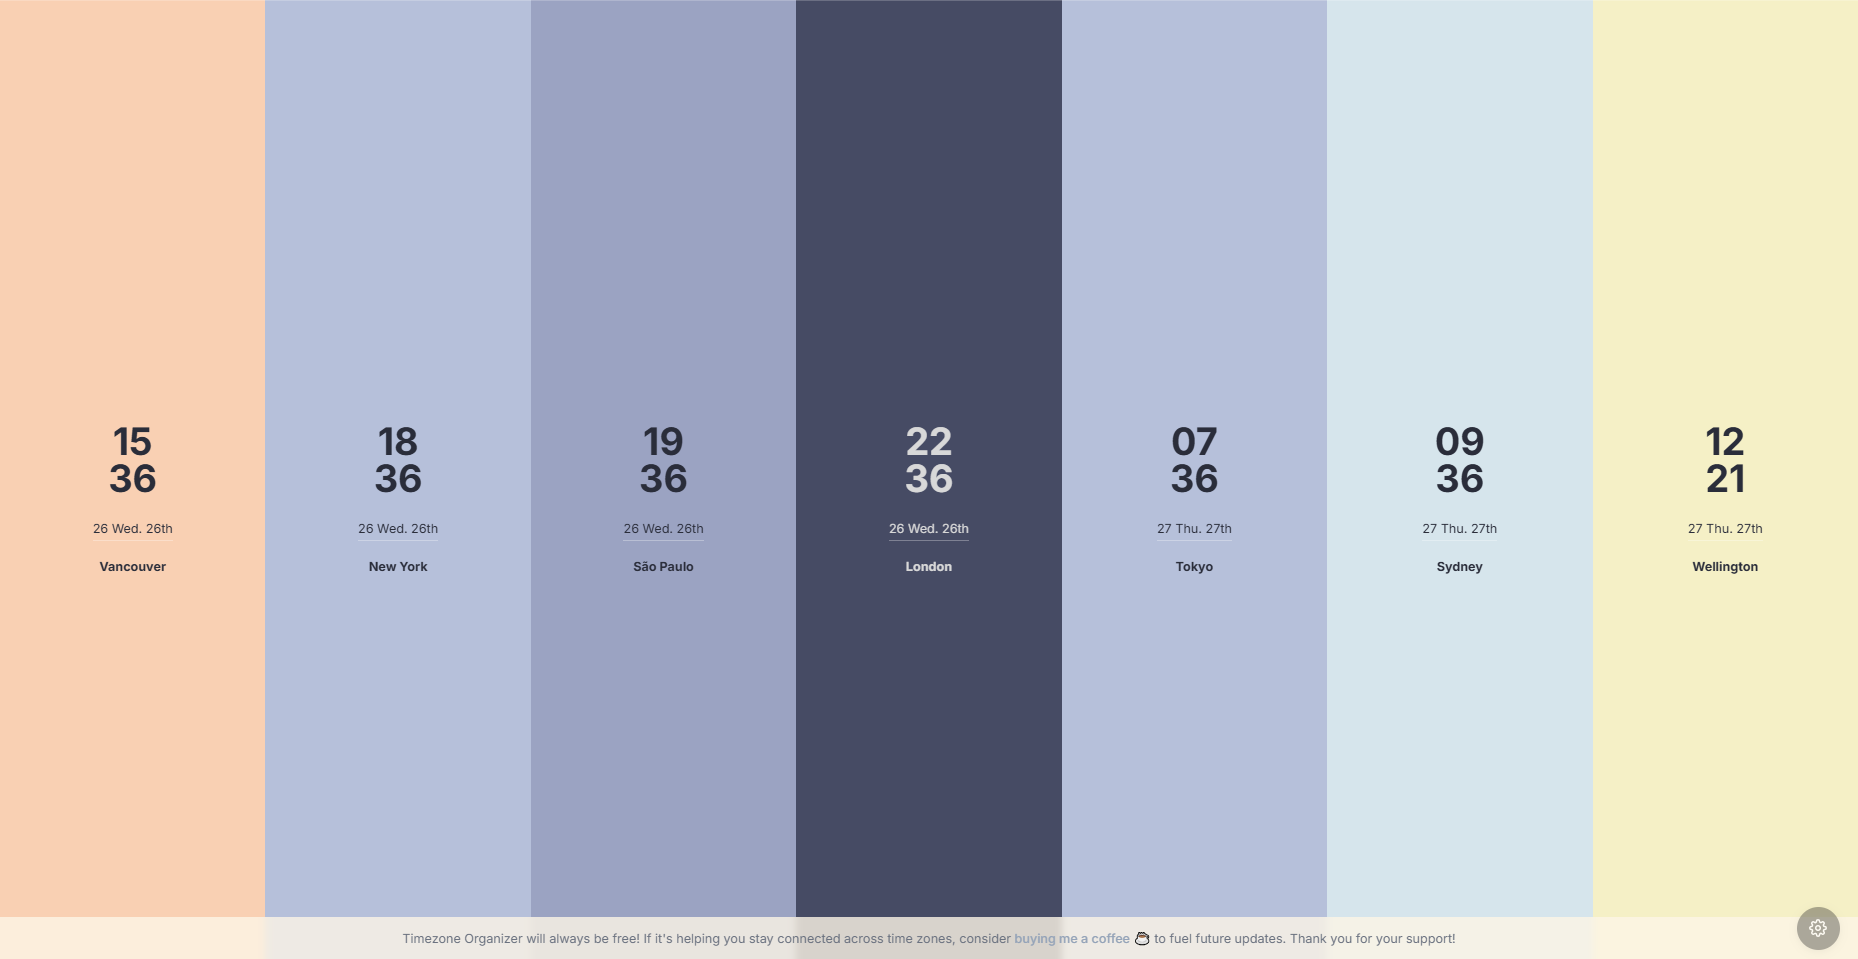 15
36
26 Wed. 26th
Vancouver
18
36
26 Wed. 26th
New York
19
36
26 Wed. 26th
São Paulo
22
36
26 Wed. 26th
London
07
36
27 Thu. 27th
Tokyo
09
36
27 Thu. 27th
Sydney
12
21
27 Thu. 27th
Wellington
Timezone Organizer will always be free! If it's helping you stay connected across time zones, consider buying me a coffee to fuel future updates. Thank you for your support!